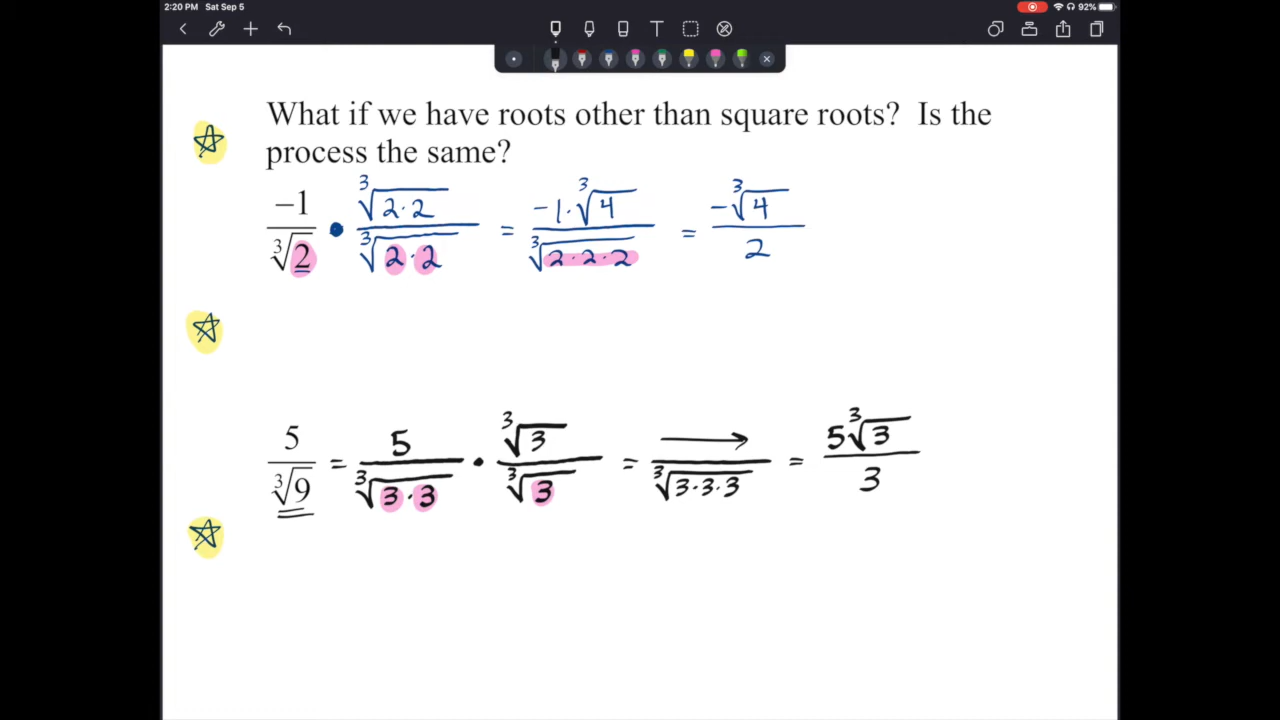 2:20 PM Sat Sep 5 92%
T
What if we have roots other than square roots? Is the
process the same?
−1/∛2 • ∛(2·2)/∛(2·2) = −1·∛4/∛(2·2·2) = −∛4/2
5/∛9 = 5/∛(3·3) • ∛3/∛3 = →/∛(3·3·3) = 5∛3/3